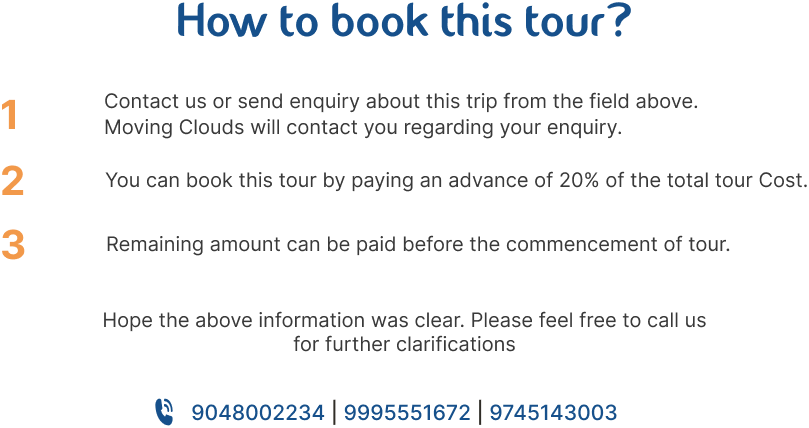 How to book this tour?
1
Contact us or send enquiry about this trip from the field above.
Moving Clouds will contact you regarding your enquiry.
2
You can book this tour by paying an advance of 20% of the total tour Cost.
3
Remaining amount can be paid before the commencement of tour.
Hope the above information was clear. Please feel free to call us
for further clarifications
9048002234 | 9995551672 | 9745143003